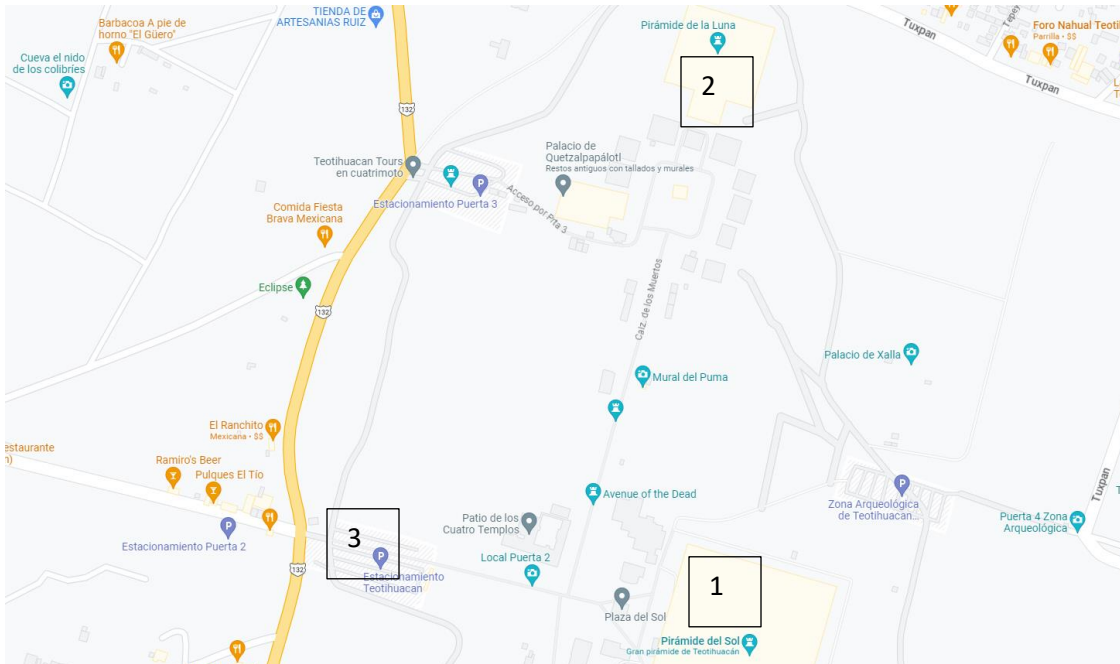 TIENDA DE
ARTESANIAS RUIZ
Barbacoa A pie de
horno "El Güero"
Cueva el nido
de los colibríes
Pirámide de la Luna
Foro Nahual Teoti
Parrilla • $$
Tuxpan
Tepey
Tuxpan
2
132
Teotihuacan Tours
en cuatrimoto
Palacio de
Quetzalpapálotl
Restos antiguos con tallados y murales
P
Estacionamiento Puerta 3
Acceso por Pta 3
Comida Fiesta
Brava Mexicana
Eclipse
132
Calz. de los Muertos
Palacio de Xalla
Mural del Puma
El Ranchito
Mexicana • $$
estaurante
Ramiro's Beer
Pulques El Tío
Avenue of the Dead
P
Zona Arqueológica
de Teotihuacan...
Tuxpan
Puerta 4 Zona
Arqueológica
P
Estacionamiento Puerta 2
3
P
Estacionamiento
Teotihuacan
132
Patio de los
Cuatro Templos
Local Puerta 2
1
Plaza del Sol
Pirámide del Sol
Gran pirámide de Teotihuacán